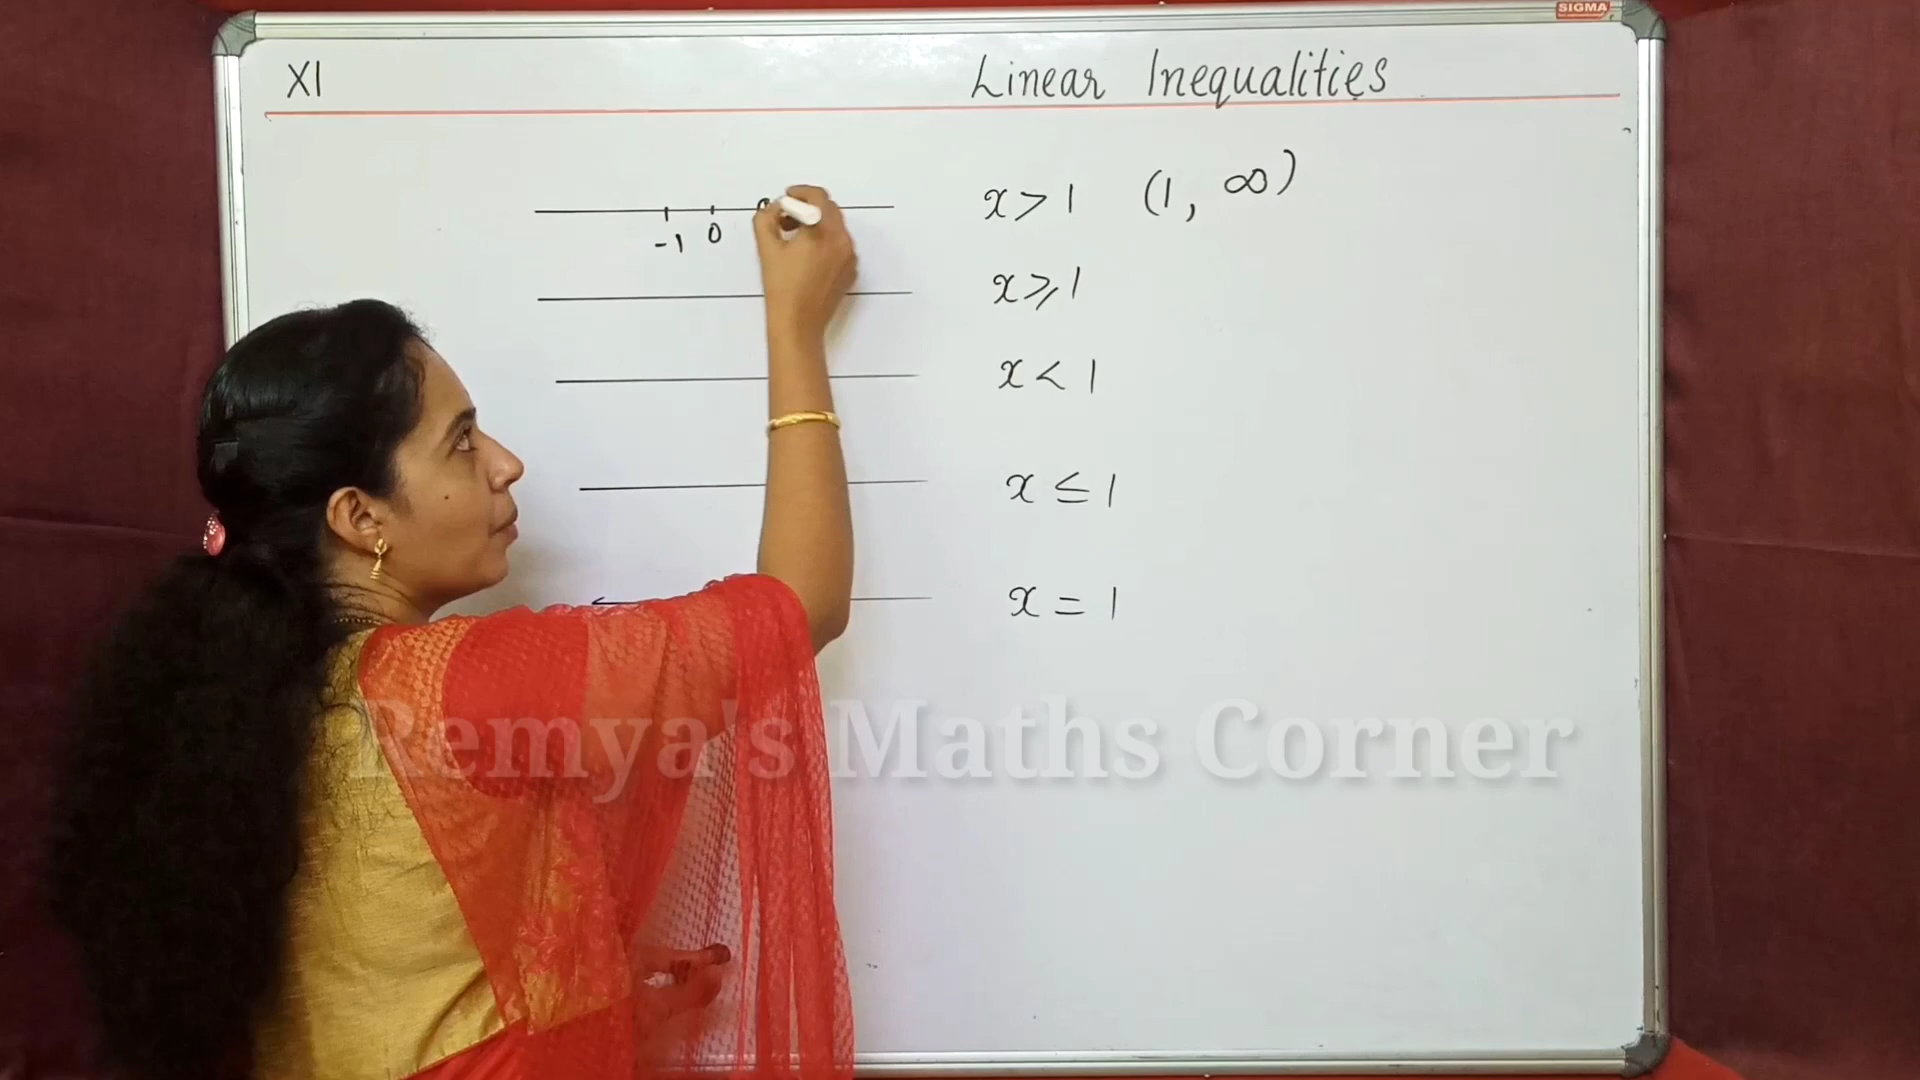 SIGMA
XI Linear Inequalities
x > 1 (1, ∞)
-1 0
x ⩾ 1
x < 1
x ≤ 1
x = 1
Remya's Maths Corner